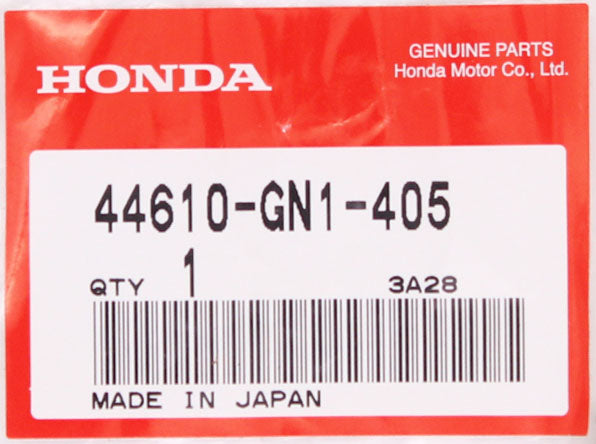 HONDA
GENUINE PARTS
Honda Motor Co., Ltd.
44610-GN1-405
QTY 1 3A28
MADE IN JAPAN